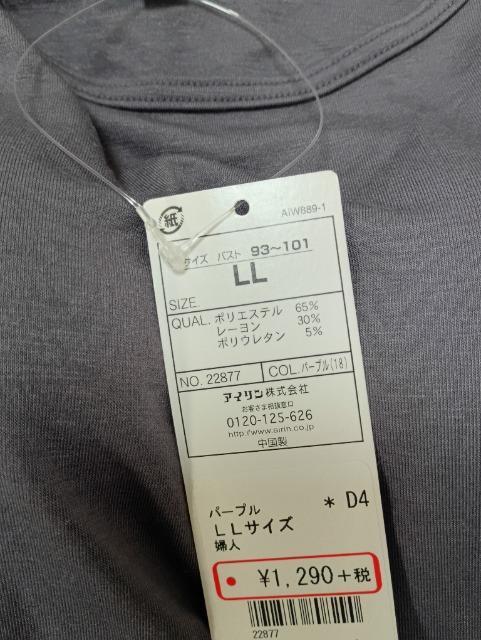 紙
AIW889-1
サイズ バスト 93～101
LL
SIZE.
QUAL. ポリエステル 65%
レーヨン 30%
ポリウレタン 5%
NO. 22877 COL. パープル(18)
アイリン株式会社
お客さま相談窓口
0120-125-626
http://www.airin.co.jp
中国製
パープル * D4
LLサイズ
婦人
¥1,290+税
22877